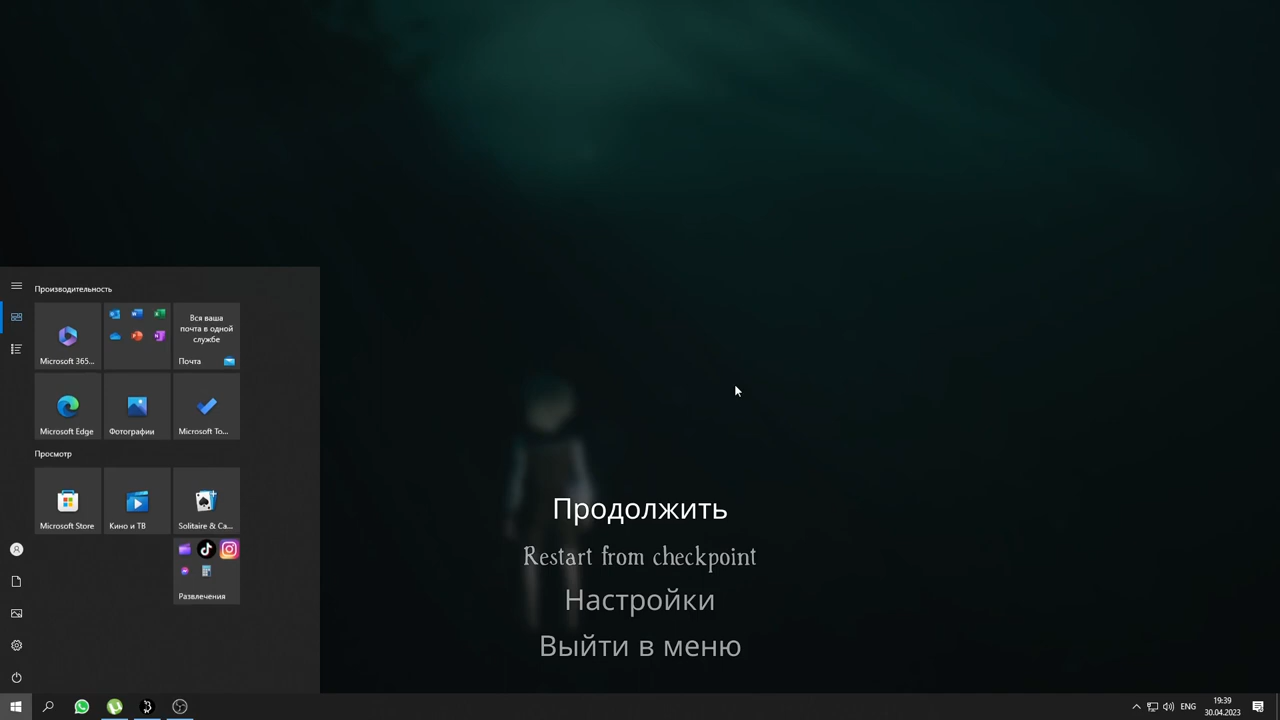 Производительность
Вся ваша
почта в одной
службе
Microsoft 365...
Почта
Microsoft Edge
Фотографии
Microsoft To...
Просмотр
Microsoft Store
Кино и ТВ
Solitaire & Ca...
Развлечения
Продолжить
Restart from checkpoint
Настройки
Выйти в меню
ENG
19:39
30.04.2023